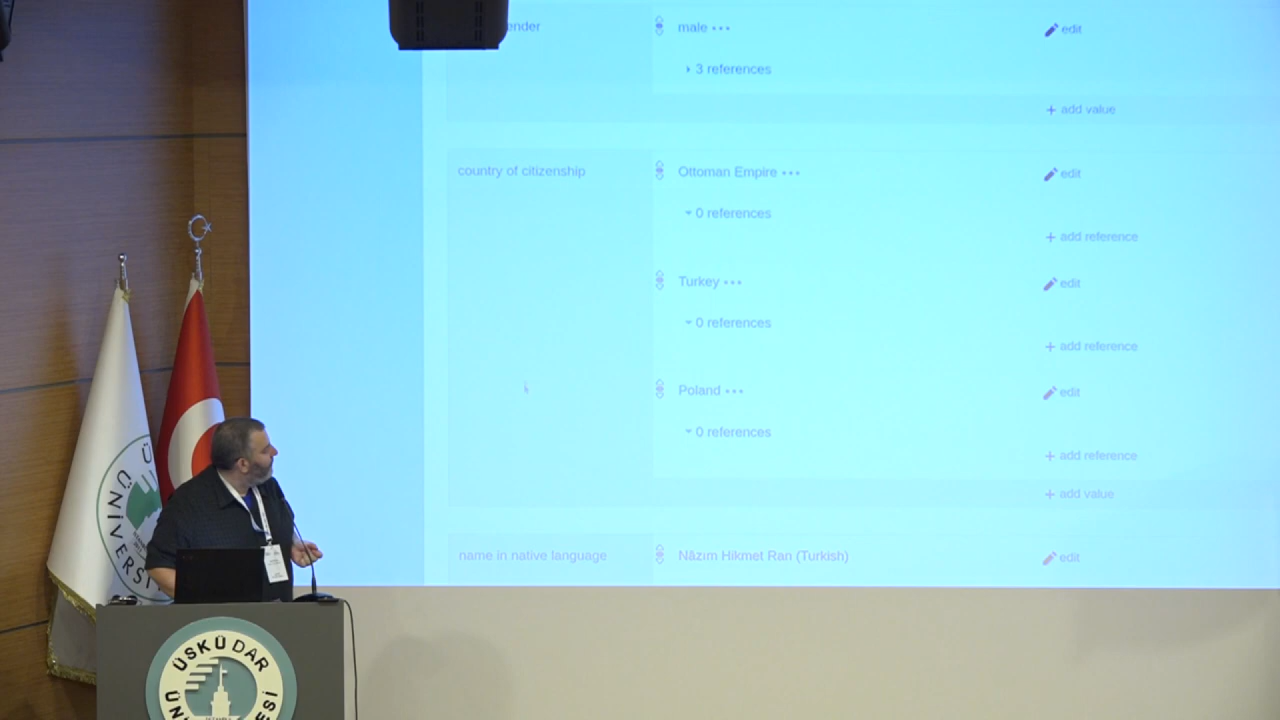 ender
male
edit
3 references
+ add value
country of citizenship
Ottoman Empire
edit
0 references
+ add reference
Turkey
edit
0 references
+ add reference
Poland
edit
0 references
+ add reference
+ add value
name in native language
Nâzım Hikmet Ran (Turkish)
edit
ÜSKÜDAR